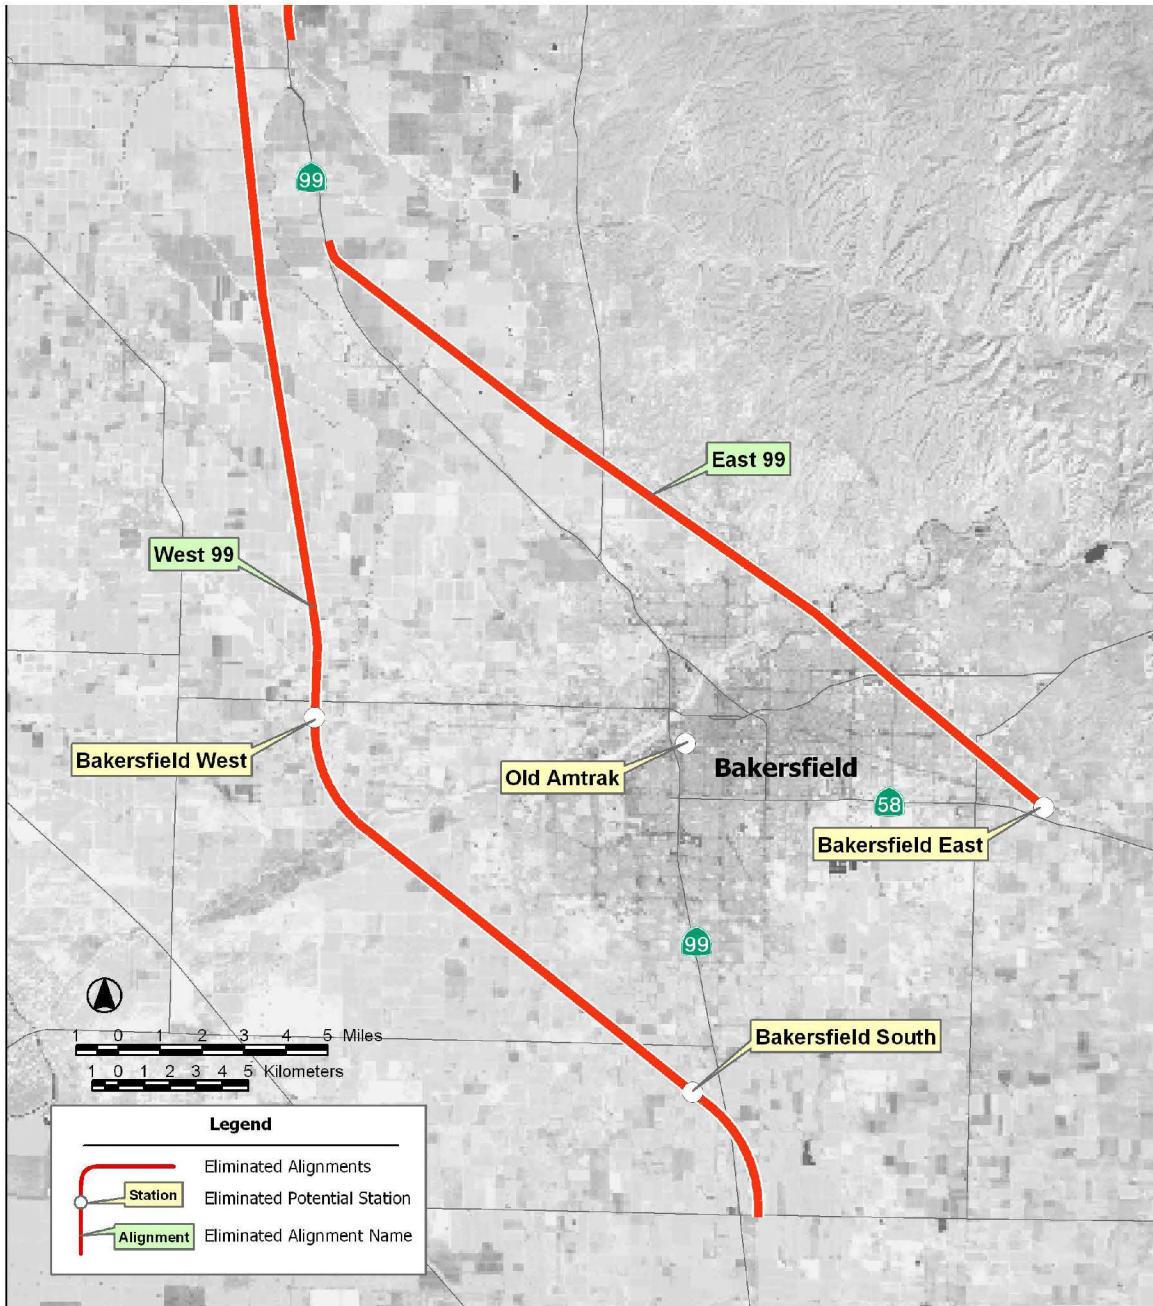 99
East 99
West 99
Bakersfield West
Old Amtrak
Bakersfield
58
Bakersfield East
99
Bakersfield South
1 0 1 2 3 4 5 Miles
1 0 1 2 3 4 5 Kilometers
Legend
Eliminated Alignments
Station
Eliminated Potential Station
Alignment
Eliminated Alignment Name